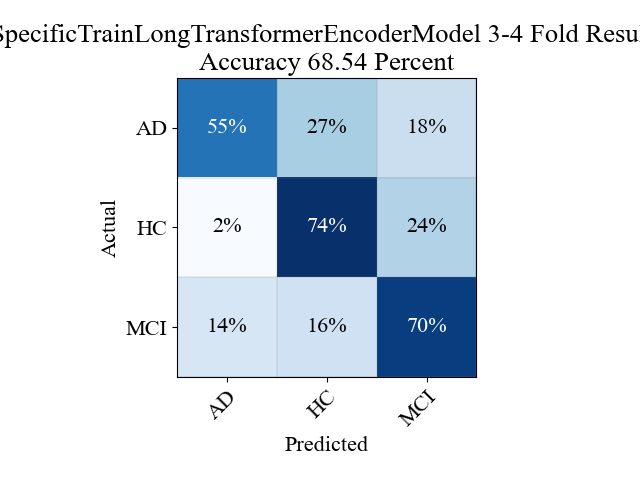 SpecificTrainLongTransformerEncoderModel 3-4 Fold Resul
Accuracy 68.54 Percent
AD 55% 27% 18%
HC 2% 74% 24%
MCI 14% 16% 70%
Actual
AD HC MCI
Predicted